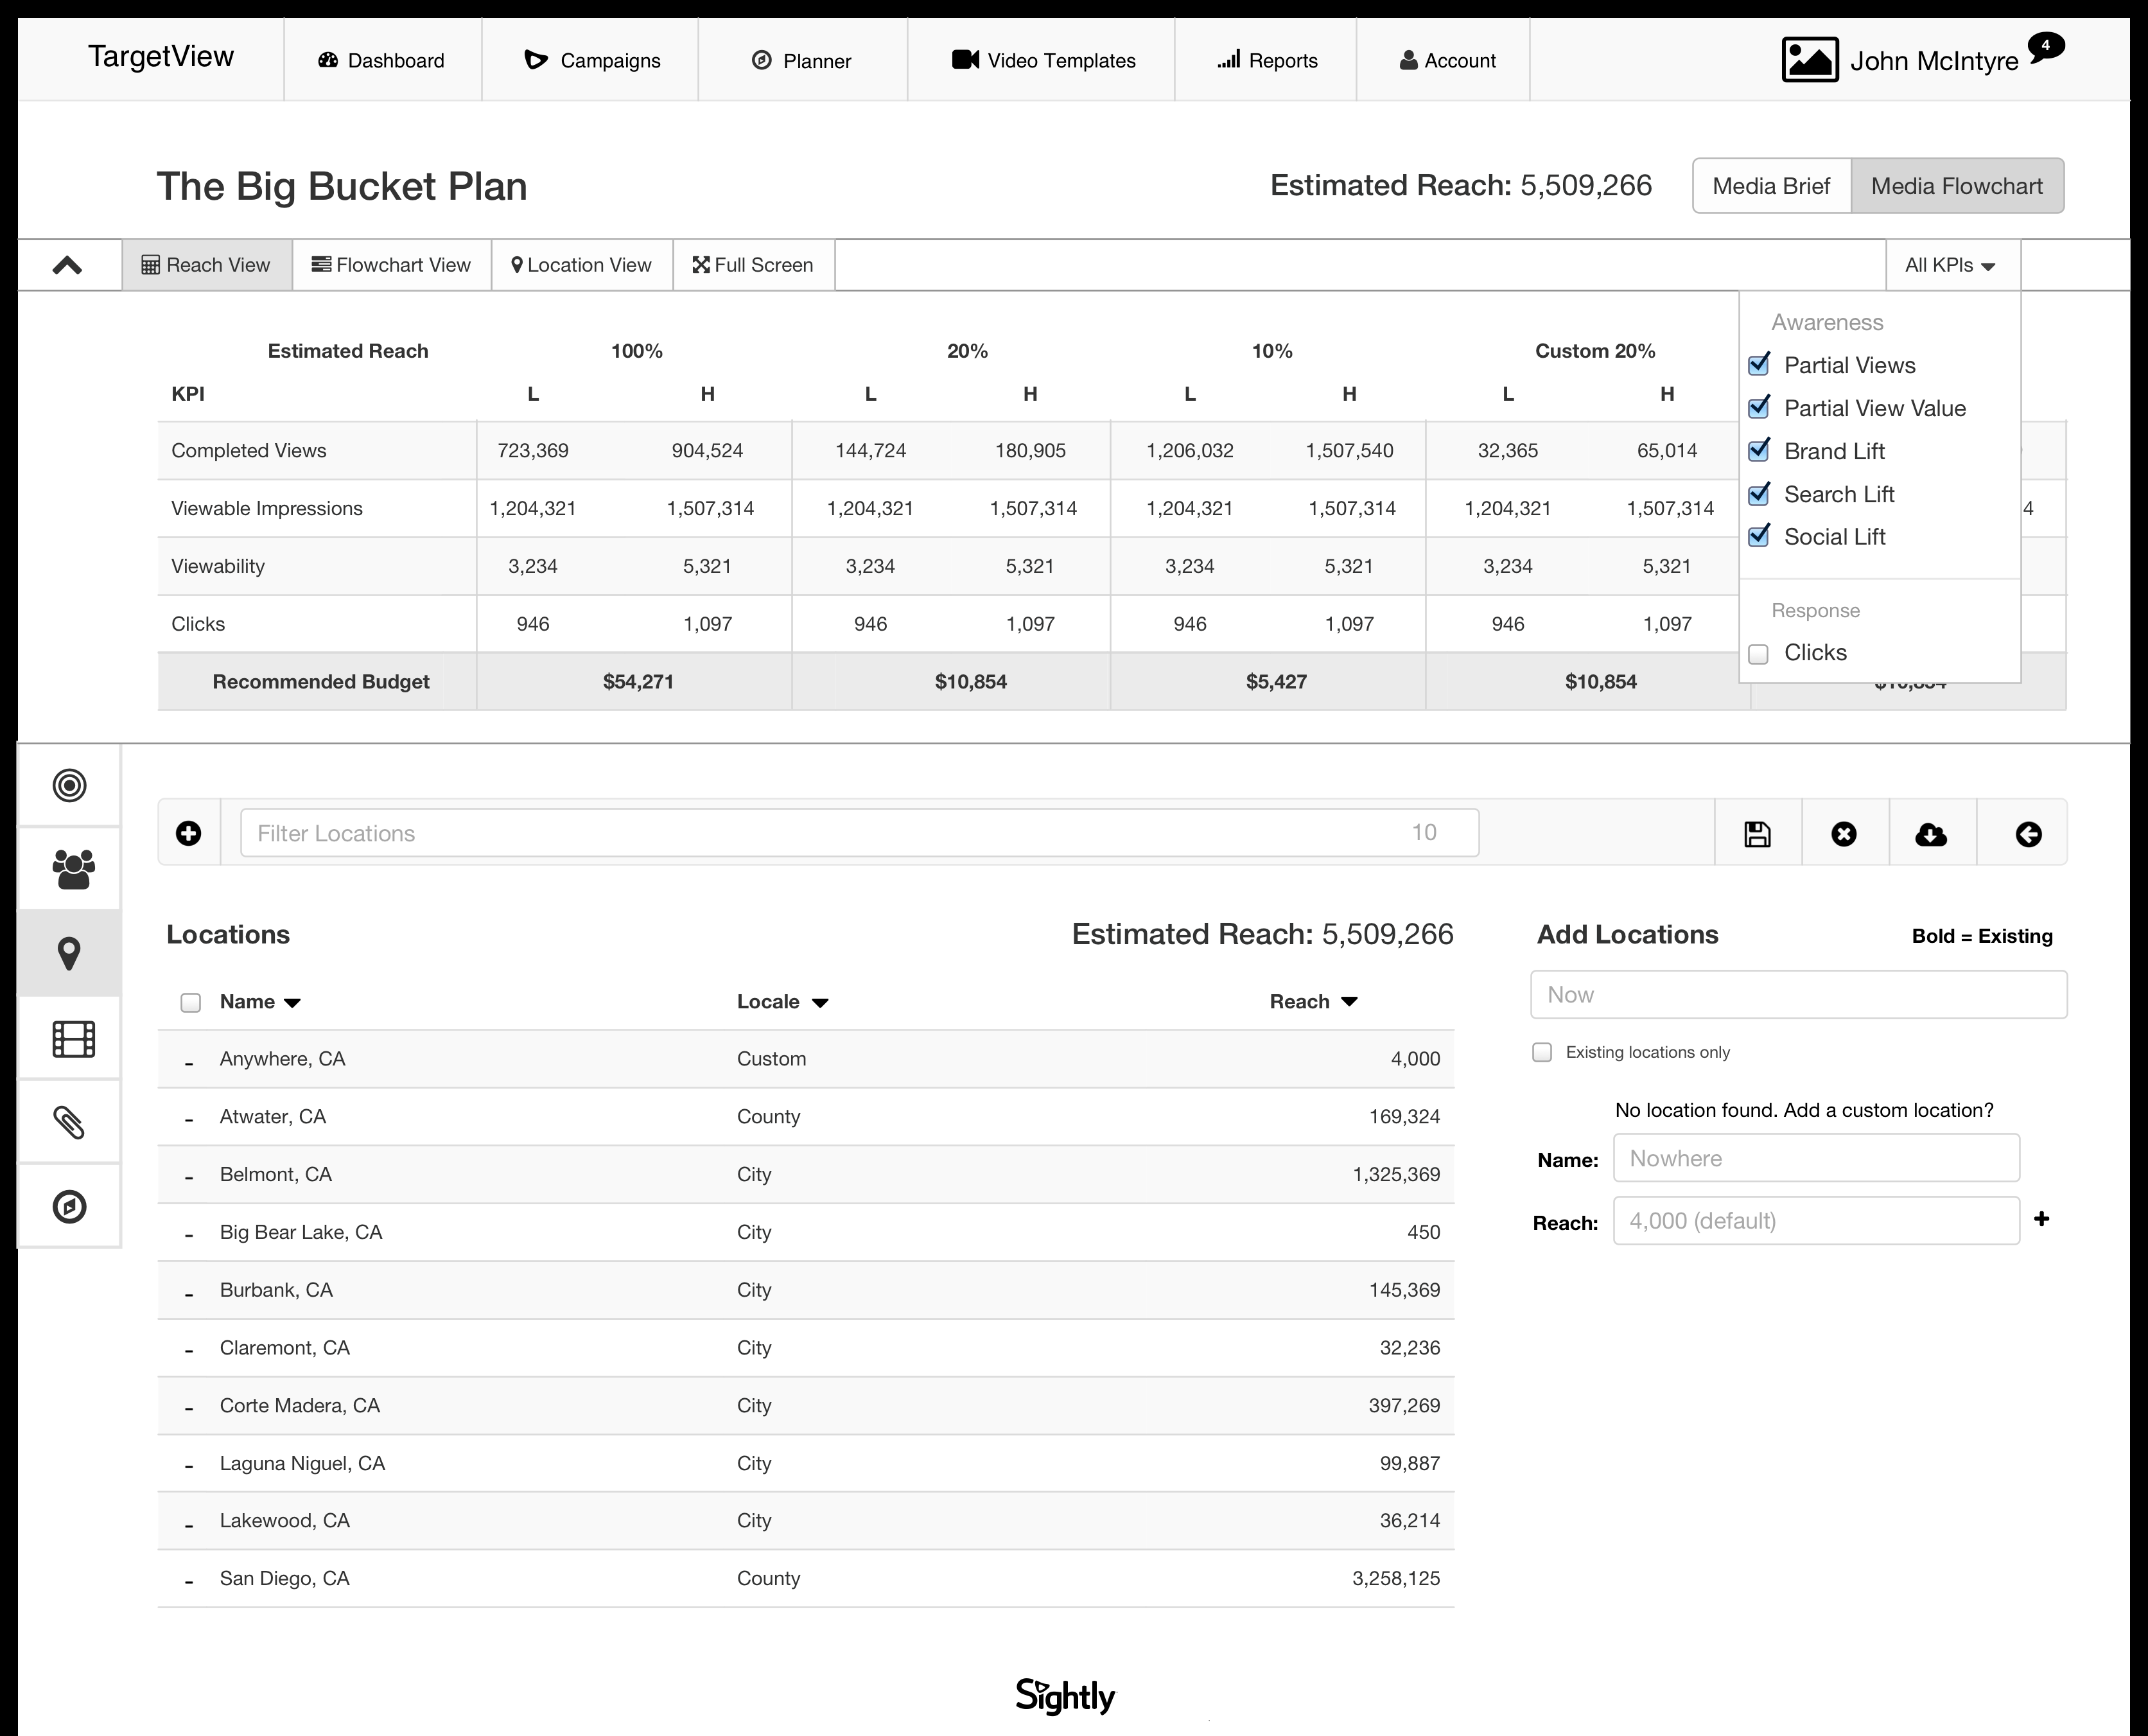 TargetView Dashboard Campaigns Planner Video Templates Reports Account John McIntyre 4
The Big Bucket Plan Estimated Reach: 5,509,266 Media Brief Media Flowchart
Reach View Flowchart View Location View Full Screen All KPIs
Awareness
Partial Views
Partial View Value
Brand Lift
Search Lift
Social Lift
Response
Clicks
Estimated Reach 100% 20% 10% Custom 20%
KPI L H L H L H L H
Completed Views 723,369 904,524 144,724 180,905 1,206,032 1,507,540 32,365 65,014
Viewable Impressions 1,204,321 1,507,314 1,204,321 1,507,314 1,204,321 1,507,314 1,204,321 1,507,314 4
Viewability 3,234 5,321 3,234 5,321 3,234 5,321 3,234 5,321
Clicks 946 1,097 946 1,097 946 1,097 946 1,097
Recommended Budget $54,271 $10,854 $5,427 $10,854
Filter Locations 10
Locations Estimated Reach: 5,509,266
Name Locale Reach
- Anywhere, CA Custom 4,000
- Atwater, CA County 169,324
- Belmont, CA City 1,325,369
- Big Bear Lake, CA City 450
- Burbank, CA City 145,369
- Claremont, CA City 32,236
- Corte Madera, CA City 397,269
- Laguna Niguel, CA City 99,887
- Lakewood, CA City 36,214
- San Diego, CA County 3,258,125
Add Locations Bold = Existing
Now
Existing locations only
No location found. Add a custom location?
Name: Nowhere
Reach: 4,000 (default)
Sightly